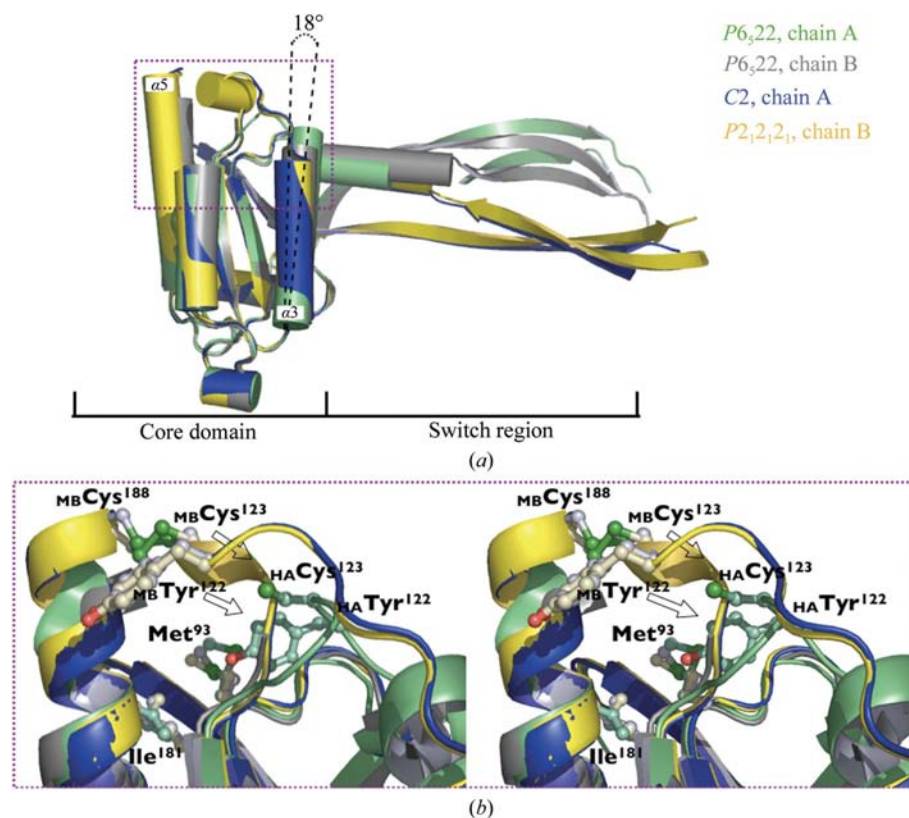 18°
P6₅22, chain A
P6₅22, chain B
C2, chain A
P2₁2₁2₁, chain B
α5
α3
Core domain
Switch region
(a)
MBCys¹⁸⁸
MBCys¹²³
HACys¹²³
MBTyr¹²²
HATyr¹²²
Met⁹³
Ile¹⁸¹
MBCys¹⁸⁸
MBCys¹²³
HACys¹²³
MBTyr¹²²
HATyr¹²²
Met⁹³
Ile¹⁸¹
(b)